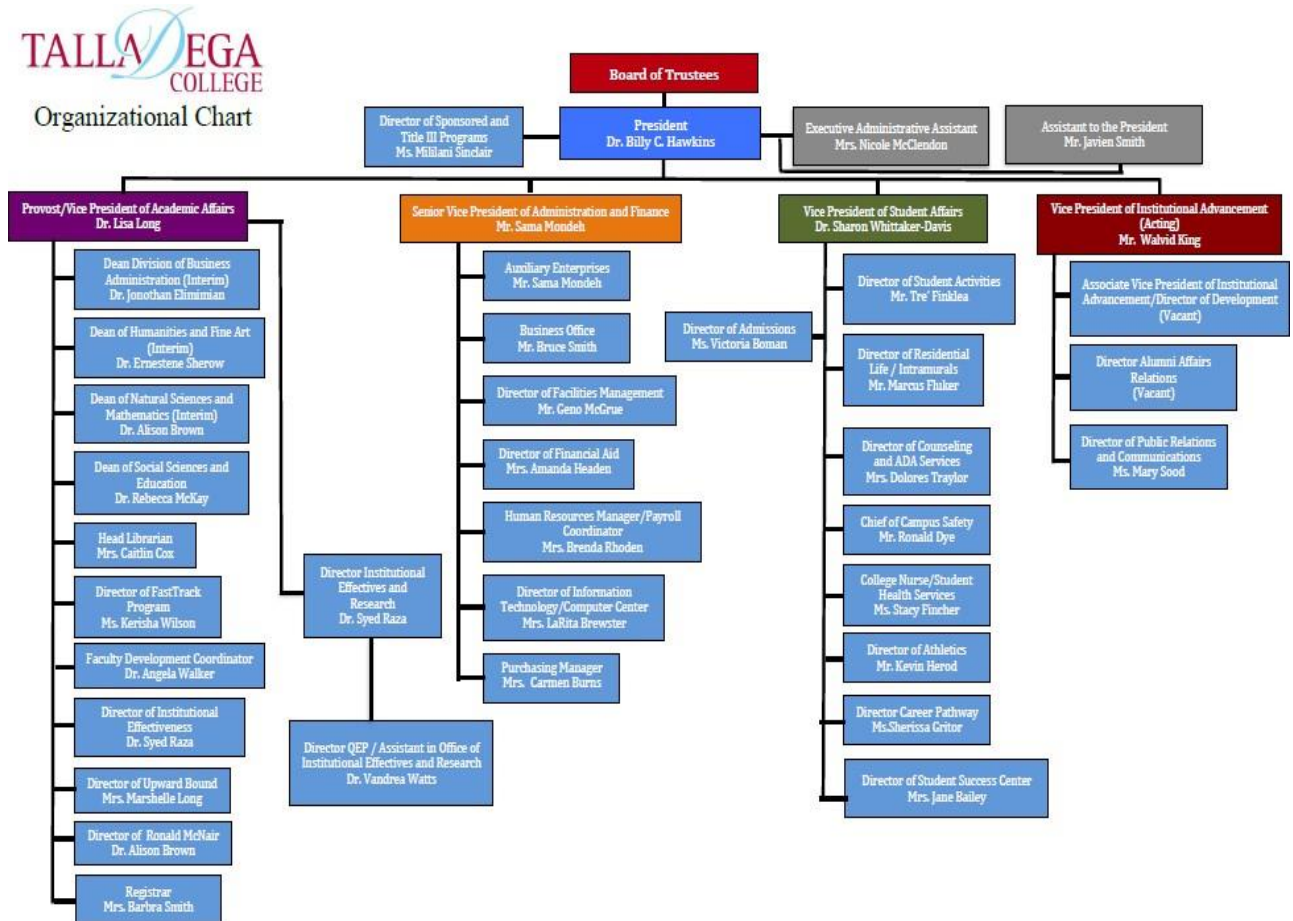 TALLADEGA
COLLEGE
Organizational Chart
Board of Trustees
Director of Sponsored and
Title III Programs
Ms. Mililani Sinclair
President
Dr. Billy C. Hawkins
Executive Administrative Assistant
Mrs. Nicole McClendon
Assistant to the President
Mr. Javien Smith
Provost/Vice President of Academic Affairs
Dr. Lisa Long
Senior Vice President of Administration and Finance
Mr. Sama Mondeh
Vice President of Student Affairs
Dr. Sharon Whittaker-Davis
Vice President of Institutional Advancement
(Acting)
Mr. Walvid King
Dean Division of Business
Administration (Interim)
Dr. Jonothan Elimimian
Dean of Humanities and Fine Art
(Interim)
Dr. Ernestene Sherow
Dean of Natural Sciences and
Mathematics (Interim)
Dr. Alison Brown
Dean of Social Sciences and
Education
Dr. Rebecca McKay
Head Librarian
Mrs. Caitlin Cox
Director of FastTrack
Program
Ms. Kerisha Wilson
Faculty Development Coordinator
Dr. Angela Walker
Director of Institutional
Effectiveness
Dr. Syed Raza
Director of Upward Bound
Mrs. Marshelle Long
Director of Ronald McNair
Dr. Alison Brown
Registrar
Mrs. Barbra Smith
Director Institutional
Effectives and
Research
Dr. Syed Raza
Director QEP / Assistant in Office of
Institutional Effectives and Research
Dr. Vandrea Watts
Auxiliary Enterprises
Mr. Sama Mondeh
Business Office
Mr. Bruce Smith
Director of Facilities Management
Mr. Geno McGrue
Director of Financial Aid
Mrs. Amanda Headen
Human Resources Manager/Payroll
Coordinator
Mrs. Brenda Rhoden
Director of Information
Technology/Computer Center
Mrs. LaRita Brewster
Purchasing Manager
Mrs. Carmen Burns
Director of Admissions
Ms. Victoria Boman
Director of Student Activities
Mr. Tre' Finklea
Director of Residential
Life / Intramurals
Mr. Marcus Fluker
Director of Counseling
and ADA Services
Mrs. Dolores Traylor
Chief of Campus Safety
Mr. Ronald Dye
College Nurse/Student
Health Services
Ms. Stacy Fincher
Director of Athletics
Mr. Kevin Herod
Director Career Pathway
Ms.Sherissa Gritor
Director of Student Success Center
Mrs. Jane Bailey
Associate Vice President of Institutional
Advancement/Director of Development
(Vacant)
Director Alumni Affairs
Relations
(Vacant)
Director of Public Relations
and Communications
Ms. Mary Sood